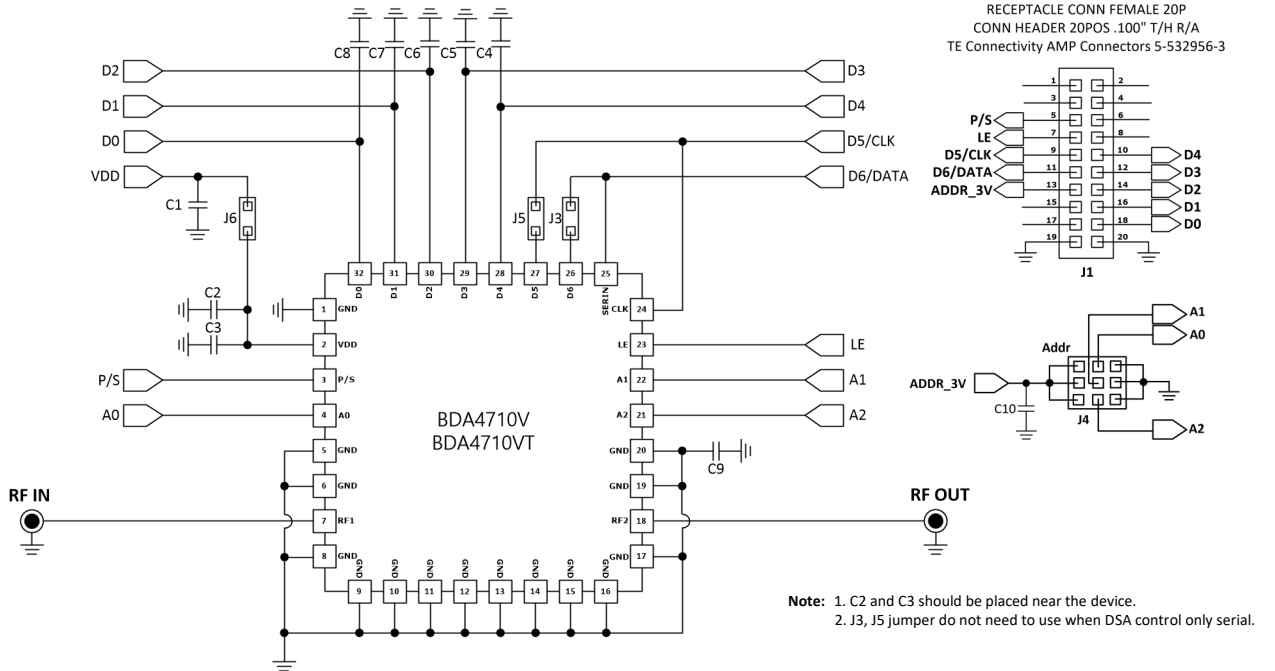 RECEPTACLE CONN FEMALE 20P
CONN HEADER 20POS .100" T/H R/A
TE Connectivity AMP Connectors 5-532956-3
C8 C7 C6 C5 C4
D2 D3
D1 D4
D0 D5/CLK
VDD D6/DATA
C1 J6 J5 J3
32 31 30 29 28 27 26 25
D0 D1 D2 D3 D4 D5 D6 SERIN
C2
C3
1 GND
2 VDD
P/S 3 P/S
A0 4 A0
5 GND
6 GND
RF IN
7 RF1
8 GND
CLK 24
LE 23 LE
A1 22 A1
A2 21 A2
GND 20
C9
GND 19
RF OUT
RF2 18
GND 17
BDA4710V
BDA4710VT
GND GND GND GND GND GND GND GND
9 10 11 12 13 14 15 16
1 2
3 4
P/S 5 6
LE 7 8
D5/CLK 9 10 D4
D6/DATA 11 12 D3
ADDR_3V 13 14 D2
15 16 D1
17 18 D0
19 20
J1
A1
A0
Addr
ADDR_3V
C10
J4
A2
Note: 1. C2 and C3 should be placed near the device.
2. J3, J5 jumper do not need to use when DSA control only serial.